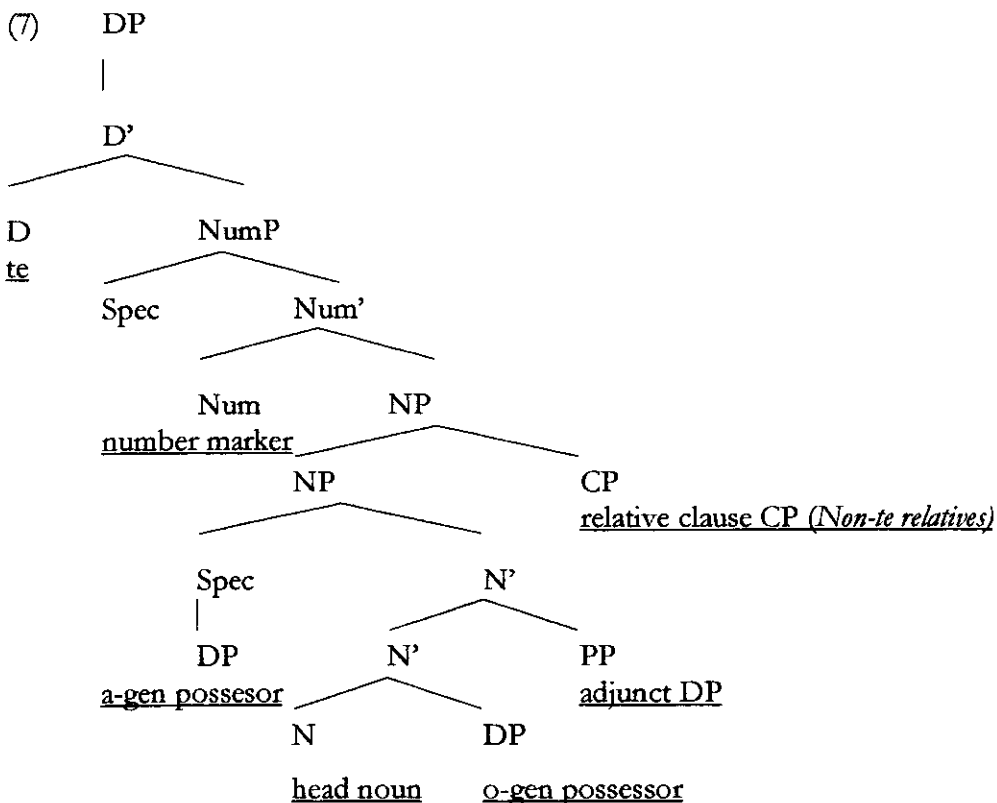 (7) DP
D’
D NumP
te
Spec Num’
Num NP
number marker
NP CP
relative clause CP (Non-te relatives)
Spec N’
DP N’ PP
a-gen possesor adjunct DP
N DP
head noun o-gen possessor